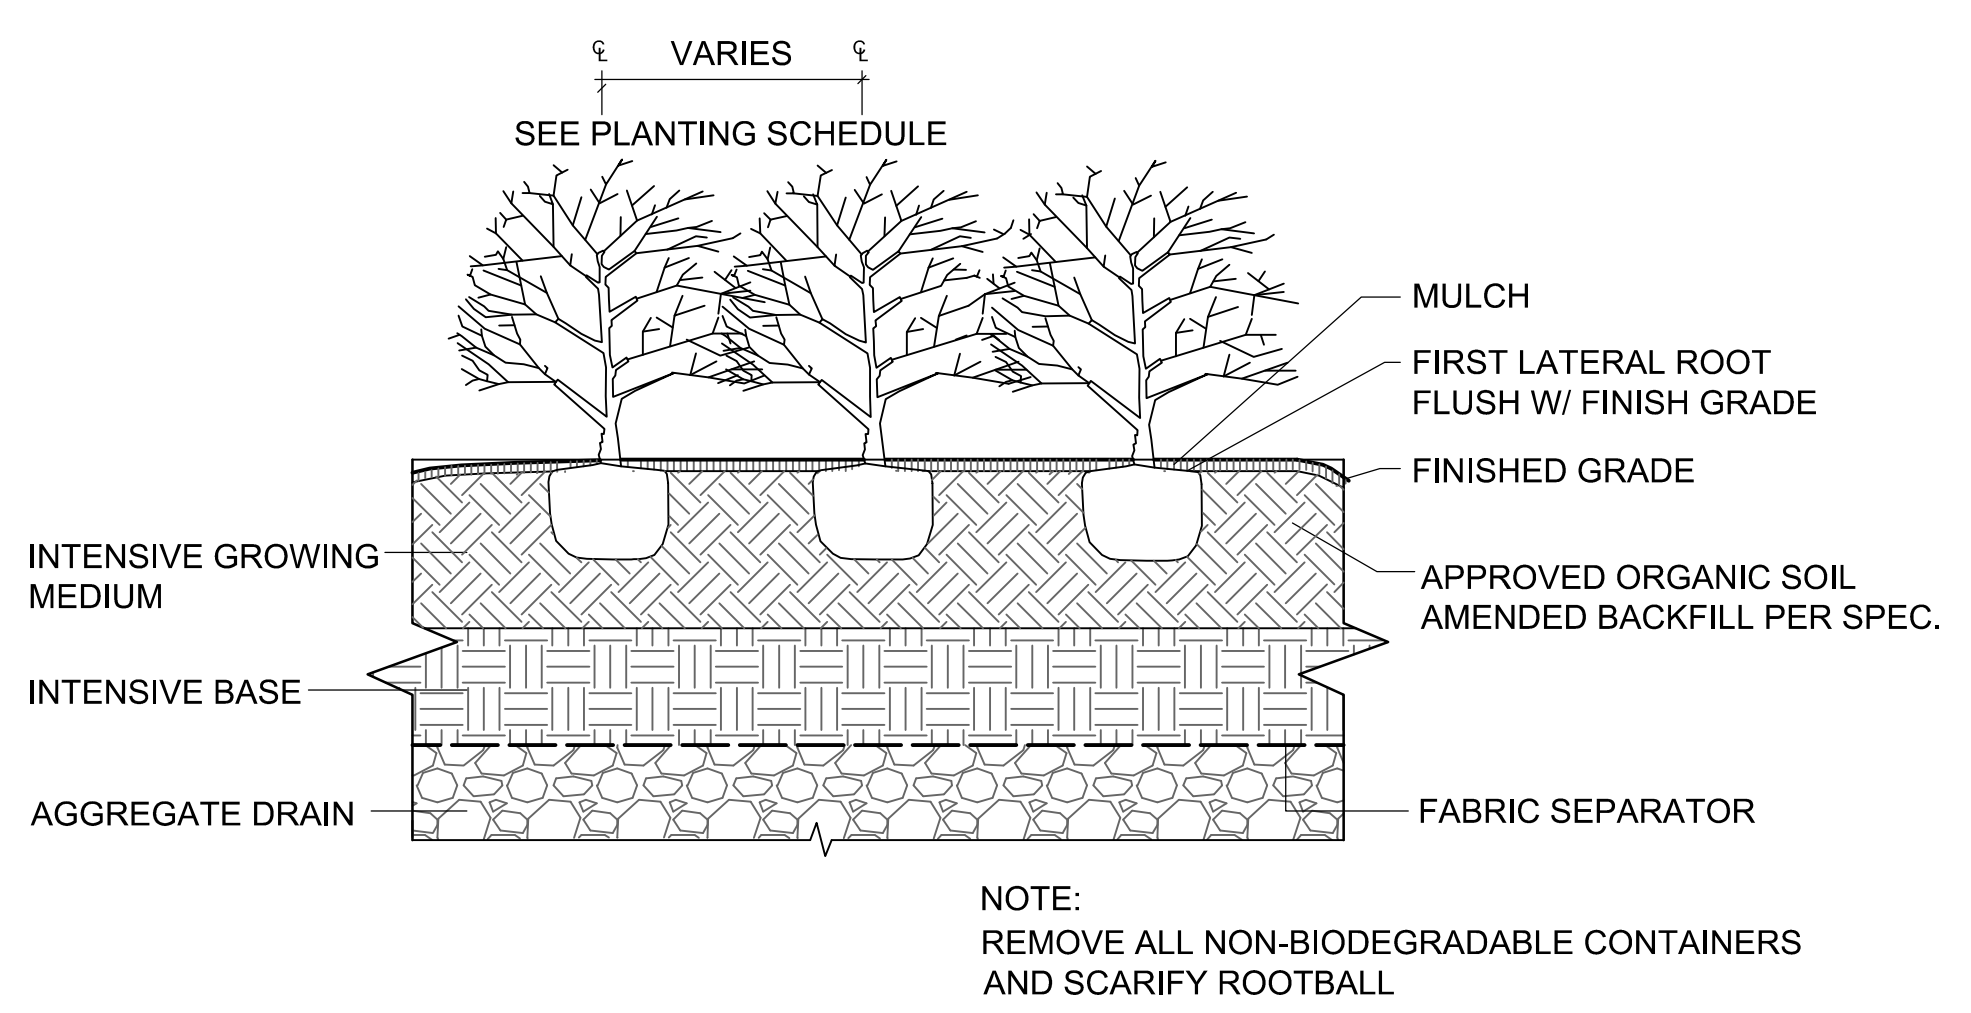 ℄ VARIES ℄
SEE PLANTING SCHEDULE
MULCH
FIRST LATERAL ROOT
FLUSH W/ FINISH GRADE
FINISHED GRADE
INTENSIVE GROWING
MEDIUM
APPROVED ORGANIC SOIL
AMENDED BACKFILL PER SPEC.
INTENSIVE BASE
AGGREGATE DRAIN
FABRIC SEPARATOR
NOTE:
REMOVE ALL NON-BIODEGRADABLE CONTAINERS
AND SCARIFY ROOTBALL